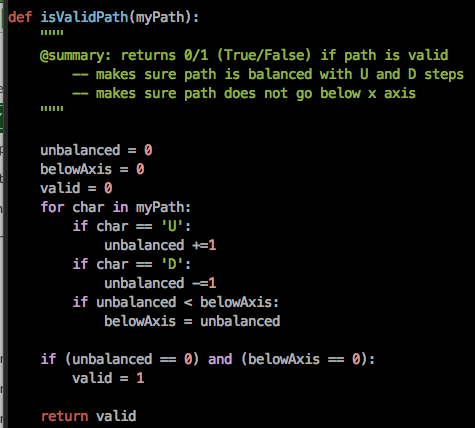 def isValidPath(myPath):
    """
    @summary: returns 0/1 (True/False) if path is valid
        -- makes sure path is balanced with U and D steps
        -- makes sure path does not go below x axis
    """

    unbalanced = 0
    belowAxis = 0
    valid = 0
    for char in myPath:
        if char == 'U':
            unbalanced +=1
        if char == 'D':
            unbalanced -=1
        if unbalanced < belowAxis:
            belowAxis = unbalanced

    if (unbalanced == 0) and (belowAxis == 0):
        valid = 1

    return valid